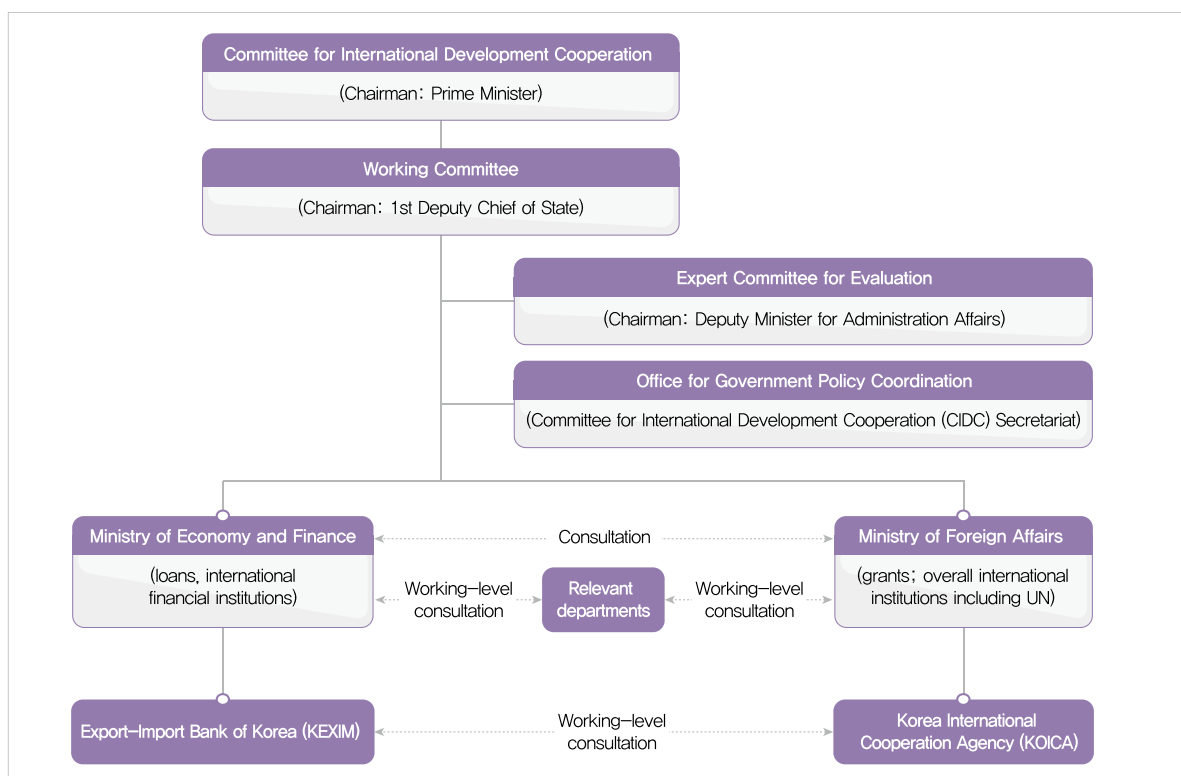 Committee for International Development Cooperation
(Chairman: Prime Minister)
Working Committee
(Chairman: 1st Deputy Chief of State)
Expert Committee for Evaluation
(Chairman: Deputy Minister for Administration Affairs)
Office for Government Policy Coordination
(Committee for International Development Cooperation (CIDC) Secretariat)
Ministry of Economy and Finance
(loans, international
financial institutions)
Consultation
Ministry of Foreign Affairs
(grants; overall international
institutions including UN)
Working-level
consultation
Relevant
departments
Working-level
consultation
Export-Import Bank of Korea (KEXIM)
Working-level
consultation
Korea International
Cooperation Agency (KOICA)